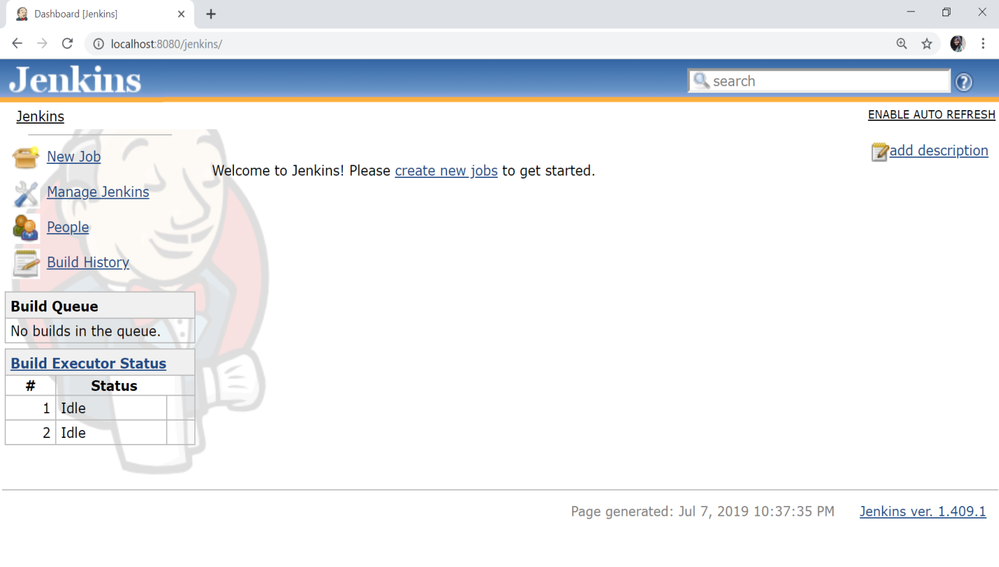 Dashboard [Jenkins]
localhost:8080/jenkins/
Jenkins
search
Jenkins
ENABLE AUTO REFRESH
add description
New Job
Welcome to Jenkins! Please create new jobs to get started.
Manage Jenkins
People
Build History
Build Queue
No builds in the queue.
Build Executor Status
# Status
1 Idle
2 Idle
Page generated: Jul 7, 2019 10:37:35 PM Jenkins ver. 1.409.1